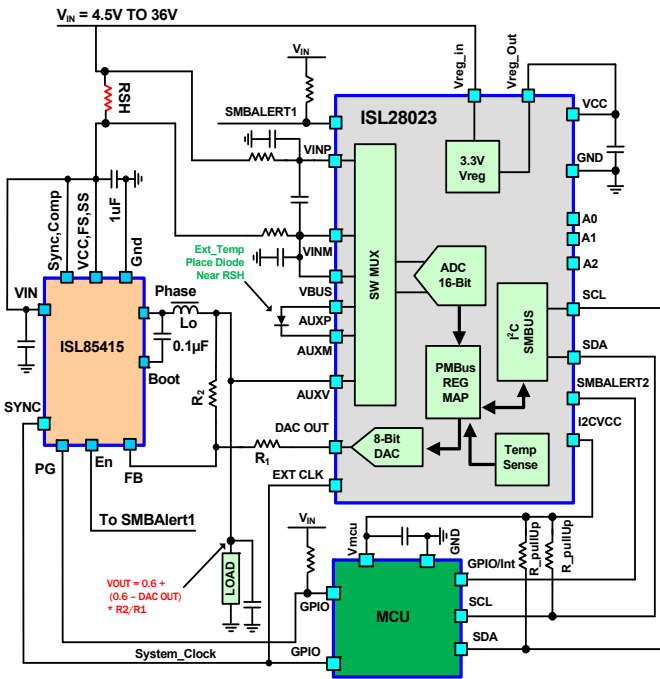 VIN = 4.5V TO 36V
RSH
VIN
SMBALERT1
Vreg_in
Vreg_Out
ISL28023
VCC
GND
3.3V
Vreg
VINP
VINM
VBUS
AUXP
AUXM
AUXV
DAC OUT
EXT CLK
SW MUX
ADC
16-Bit
A0
A1
A2
I²C
SMBUS
SCL
SDA
SMBALERT2
I2CVCC
PMBus
REG
MAP
8-Bit
DAC
Temp
Sense
Ext_Temp
Place Diode
Near RSH
Sync,Comp
VCC,FS,SS
1uF
Gnd
VIN
ISL85415
Phase
Lo
0.1µF
Boot
SYNC
PG
En
FB
R2
R1
To SMBAlert1
VOUT = 0.6 +
(0.6 – DAC OUT)
* R2/R1
LOAD
System_Clock
VIN
GPIO
GPIO
Vmcu
GND
MCU
GPIO/Int
SCL
SDA
R_pullUp
R_pullUp